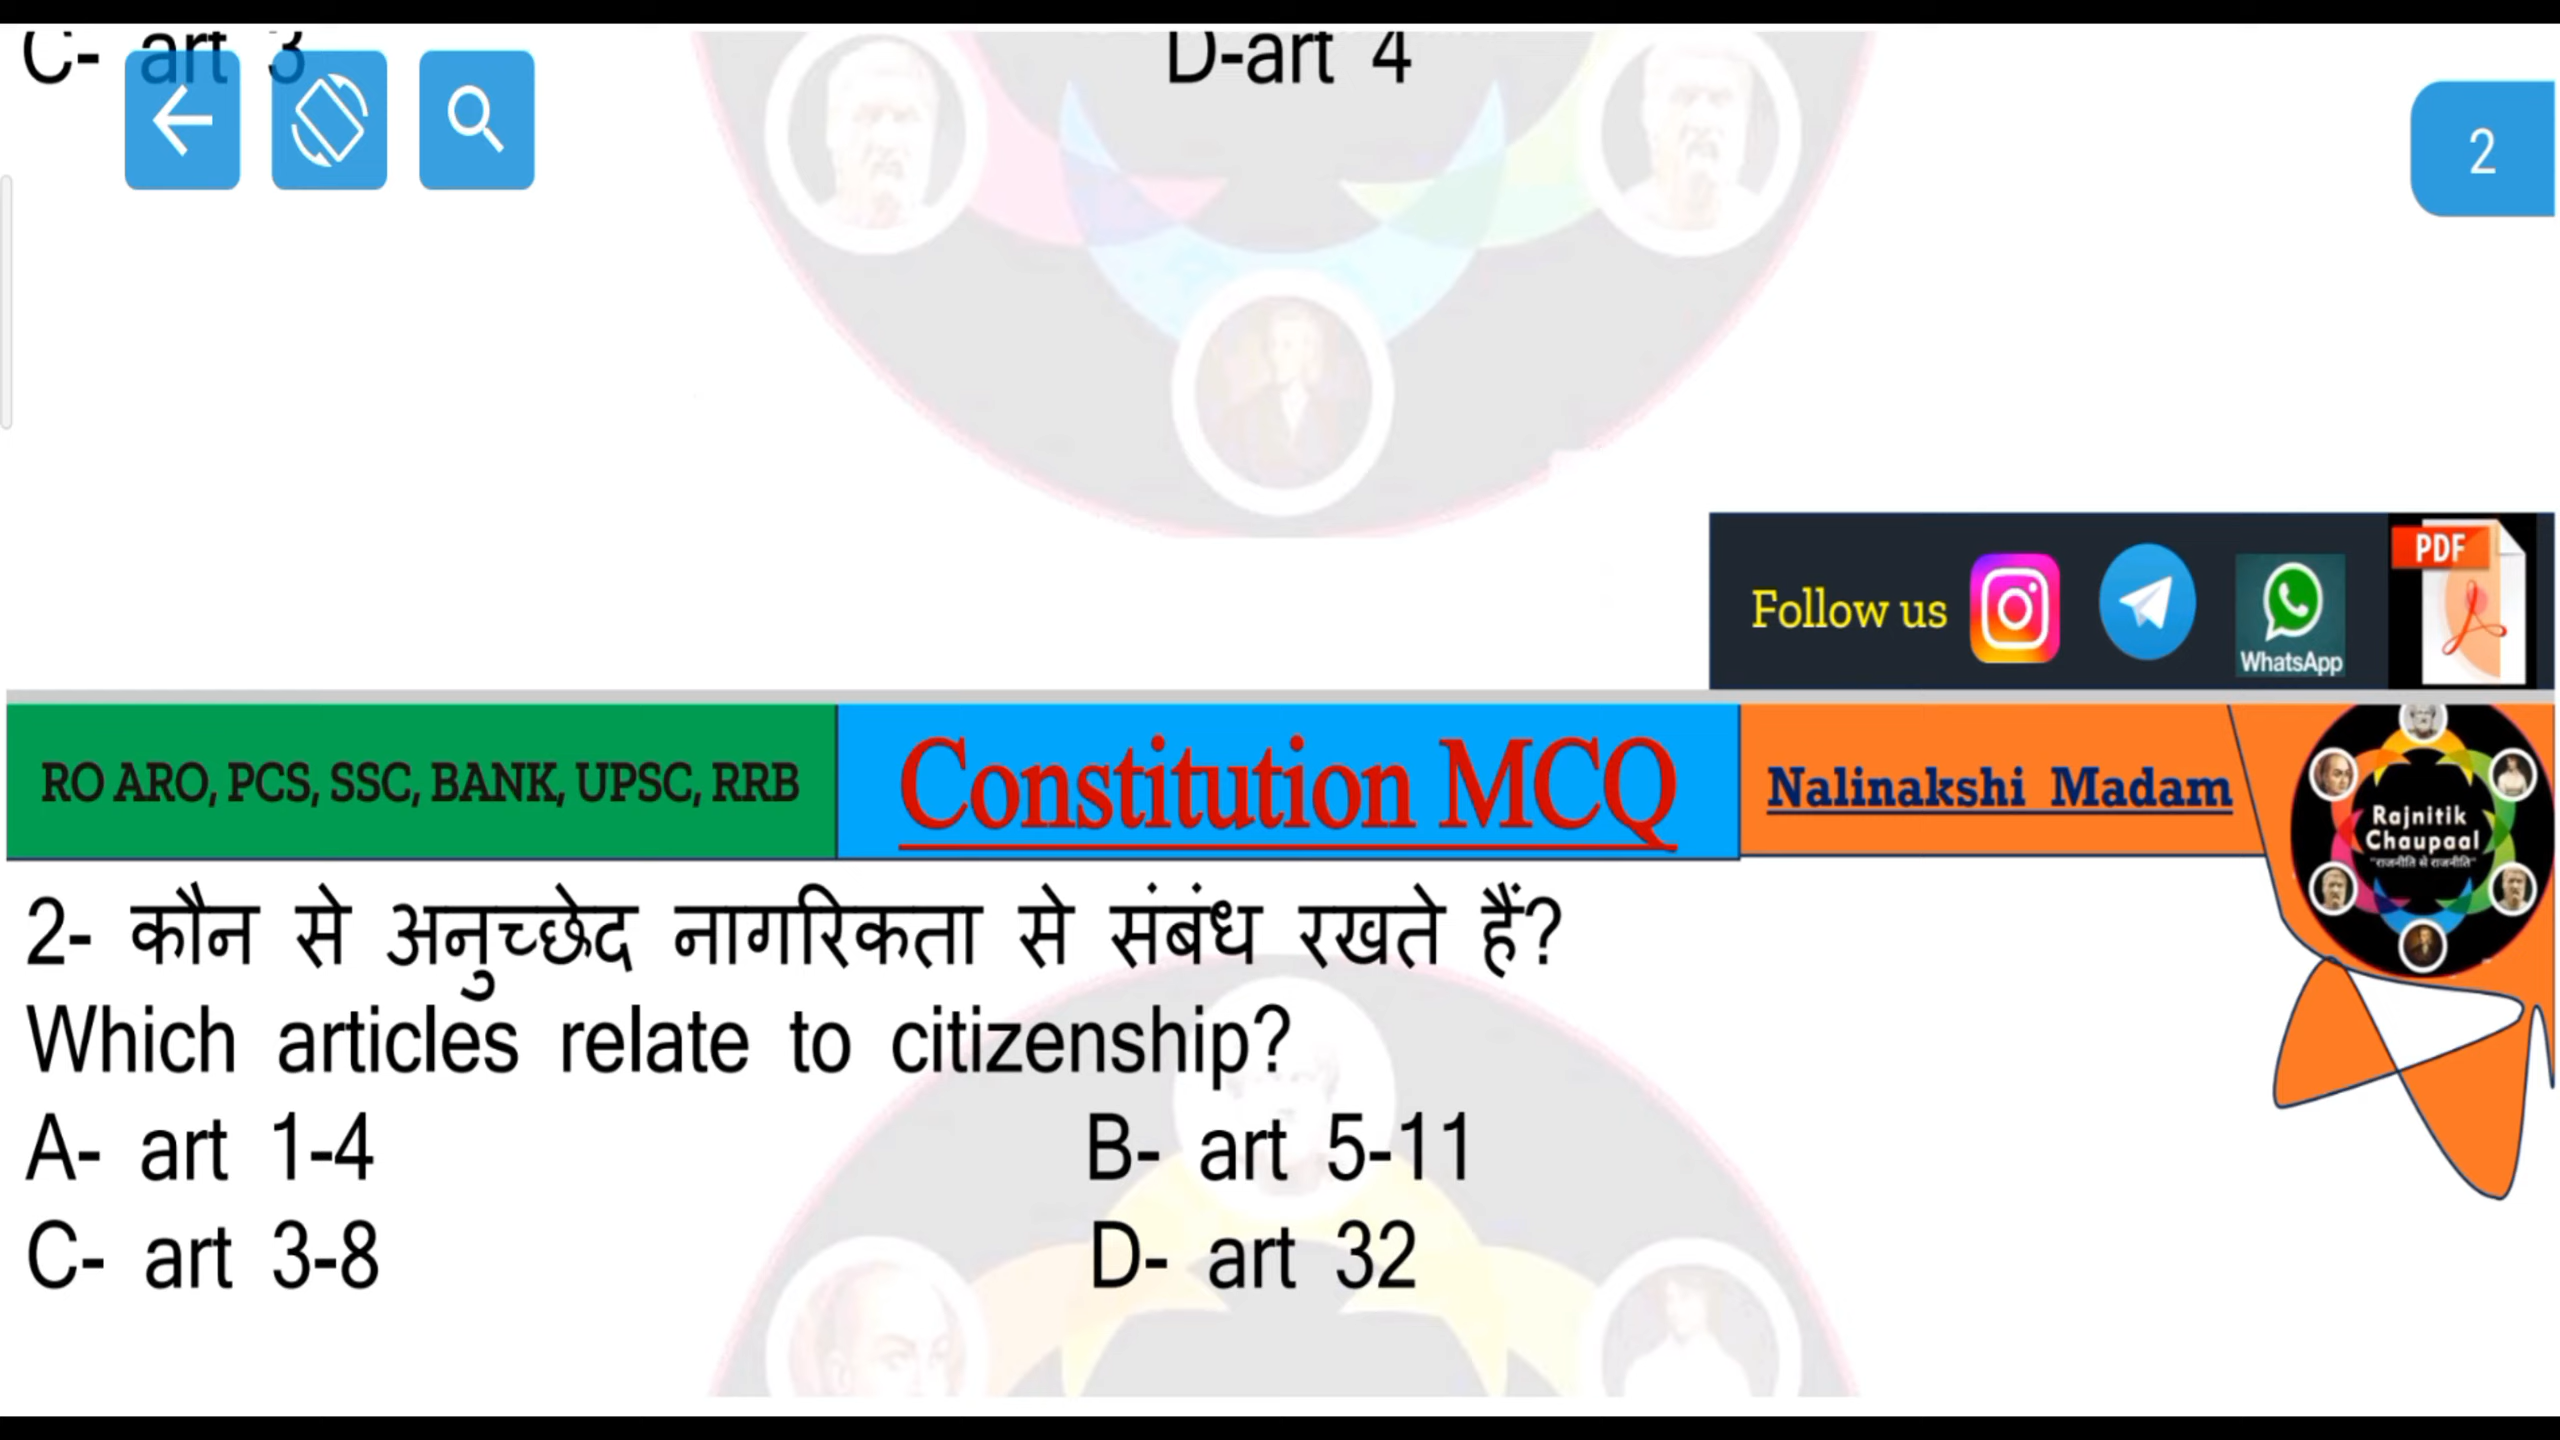 C- art 3 D-art 4
2
Follow us
WhatsApp
PDF
RO ARO, PCS, SSC, BANK, UPSC, RRB Constitution MCQ Nalinakshi Madam
Rajnitik
Chaupaal
"राजनीति से राजनीति"
2- कौन से अनुच्छेद नागरिकता से संबंध रखते हैं?
Which articles relate to citizenship?
A- art 1-4 B- art 5-11
C- art 3-8 D- art 32